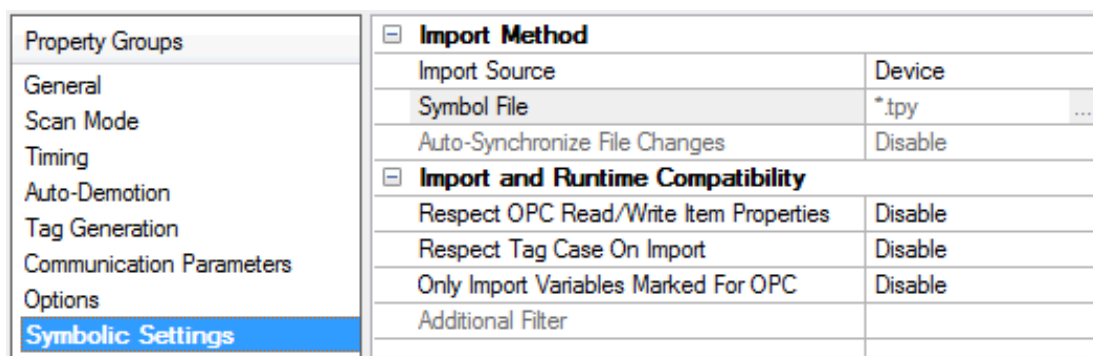 Property Groups
General
Scan Mode
Timing
Auto-Demotion
Tag Generation
Communication Parameters
Options
Symbolic Settings
Import Method
Import Source Device
Symbol File *.tpy ...
Auto-Synchronize File Changes Disable
Import and Runtime Compatibility
Respect OPC Read/Write Item Properties Disable
Respect Tag Case On Import Disable
Only Import Variables Marked For OPC Disable
Additional Filter